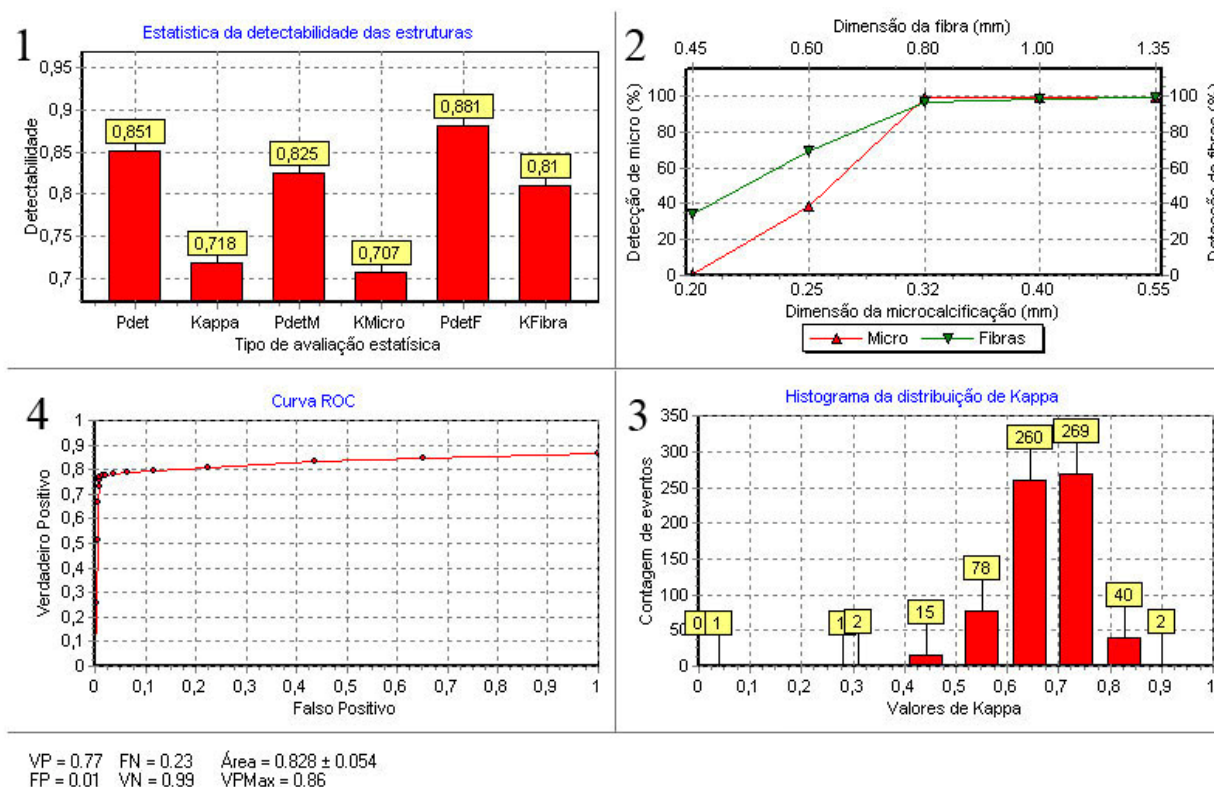 1
Estatistica da detectabilidade das estruturas
0,95
0,9
0,85
0,8
0,75
0,7
Detectabilidade
0,851
0,718
0,825
0,707
0,881
0,81
Pdet Kappa PdetM KMicro PdetF KFibra
Tipo de avaliação estatísica
2
Dimensão da fibra (mm)
0.45 0.60 0.80 1.00 1.35
Detecção de micro (%)
100
80
60
40
20
0
100
80
60
40
20
0
Detecção de fibras (%)
0.20 0.25 0.32 0.40 0.55
Dimensão da microcalcificação (mm)
Micro Fibras
4
Curva ROC
1
0,9
0,8
0,7
0,6
0,5
0,4
0,3
0,2
0,1
0
Verdadeiro Positivo
0 0,1 0,2 0,3 0,4 0,5 0,6 0,7 0,8 0,9 1
Falso Positivo
3
Histograma da distribuição de Kappa
350
300
250
200
150
100
50
0
Contagem de eventos
0 1 1 2 15 78 260 269 40 2
0 0,1 0,2 0,3 0,4 0,5 0,6 0,7 0,8 0,9 1
Valores de Kappa
VP = 0.77 FN = 0.23 Área = 0.828 ± 0.054
FP = 0.01 VN = 0.99 VPMax = 0.86